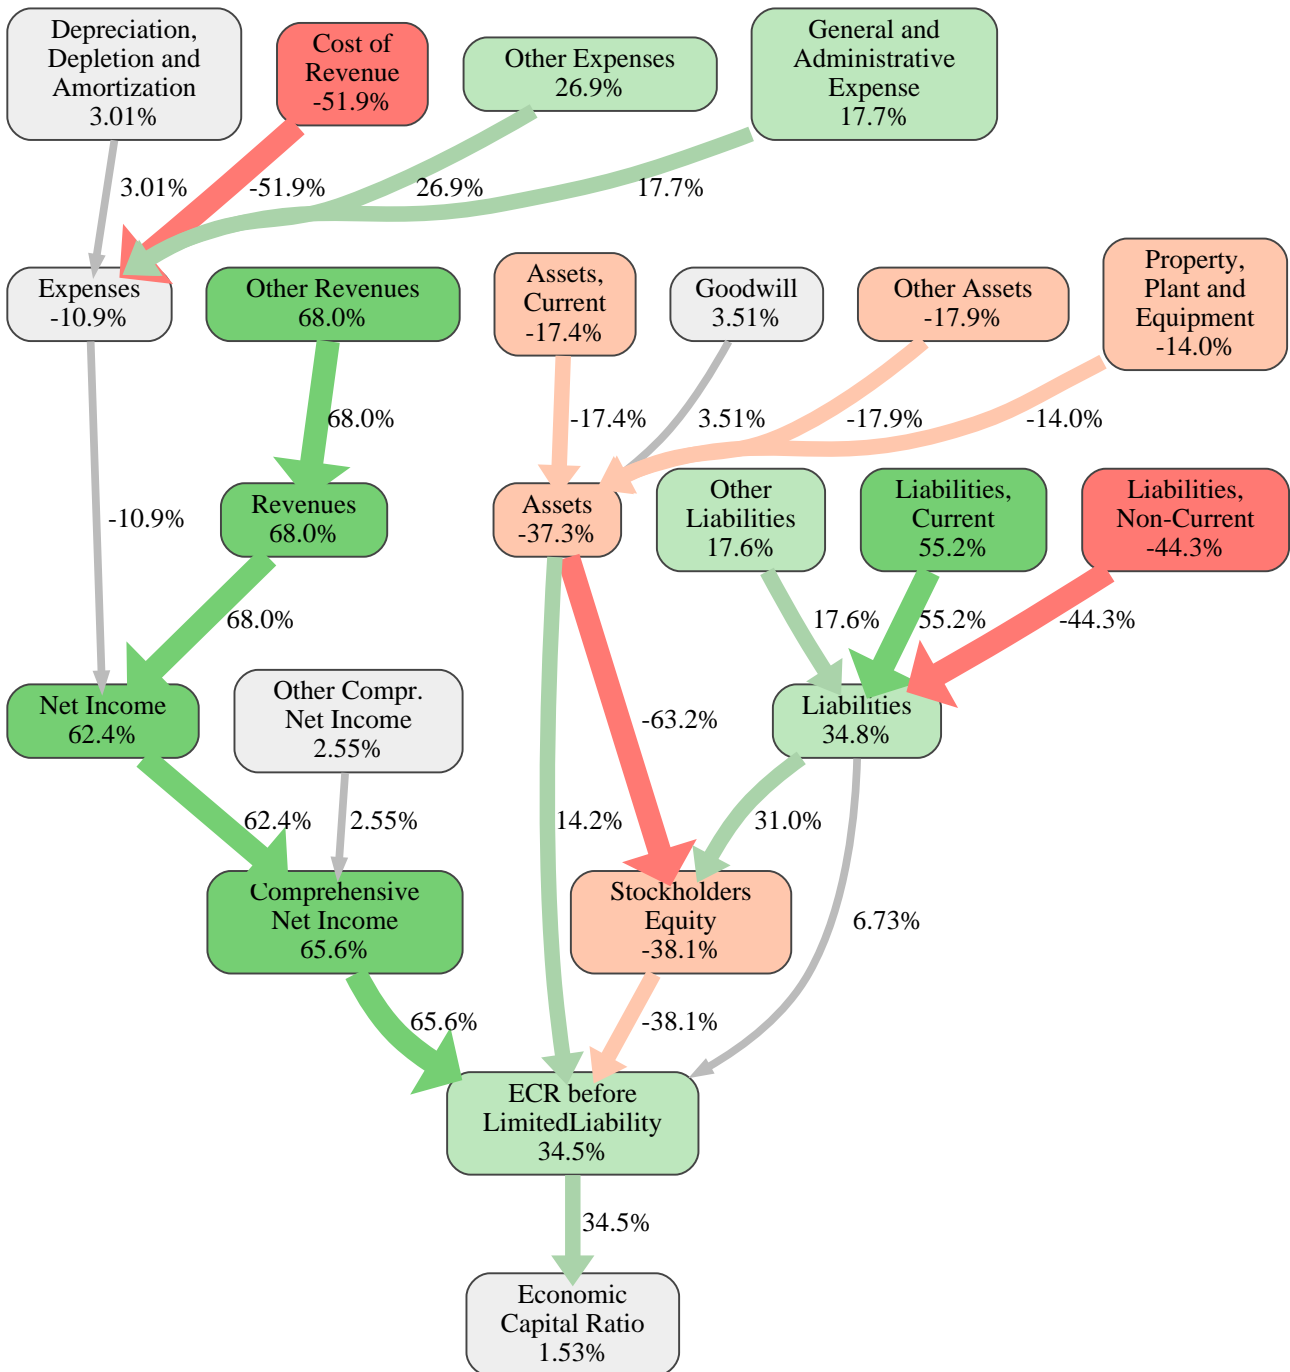 Depreciation,
Depletion and
Amortization
3.01%
Cost of
Revenue
-51.9%
Other Expenses
26.9%
General and
Administrative
Expense
17.7%
3.01%
-51.9%
26.9%
17.7%
Expenses
-10.9%
Other Revenues
68.0%
Assets,
Current
-17.4%
Goodwill
3.51%
Other Assets
-17.9%
Property,
Plant and
Equipment
-14.0%
68.0%
-17.4%
3.51%
-17.9%
-14.0%
Revenues
68.0%
Assets
-37.3%
Other
Liabilities
17.6%
Liabilities,
Current
55.2%
Liabilities,
Non-Current
-44.3%
-10.9%
68.0%
17.6%
55.2%
-44.3%
Net Income
62.4%
Other Compr.
Net Income
2.55%
-63.2%
Liabilities
34.8%
62.4%
2.55%
14.2%
31.0%
Comprehensive
Net Income
65.6%
Stockholders
Equity
-38.1%
6.73%
65.6%
-38.1%
ECR before
LimitedLiability
34.5%
34.5%
Economic
Capital Ratio
1.53%